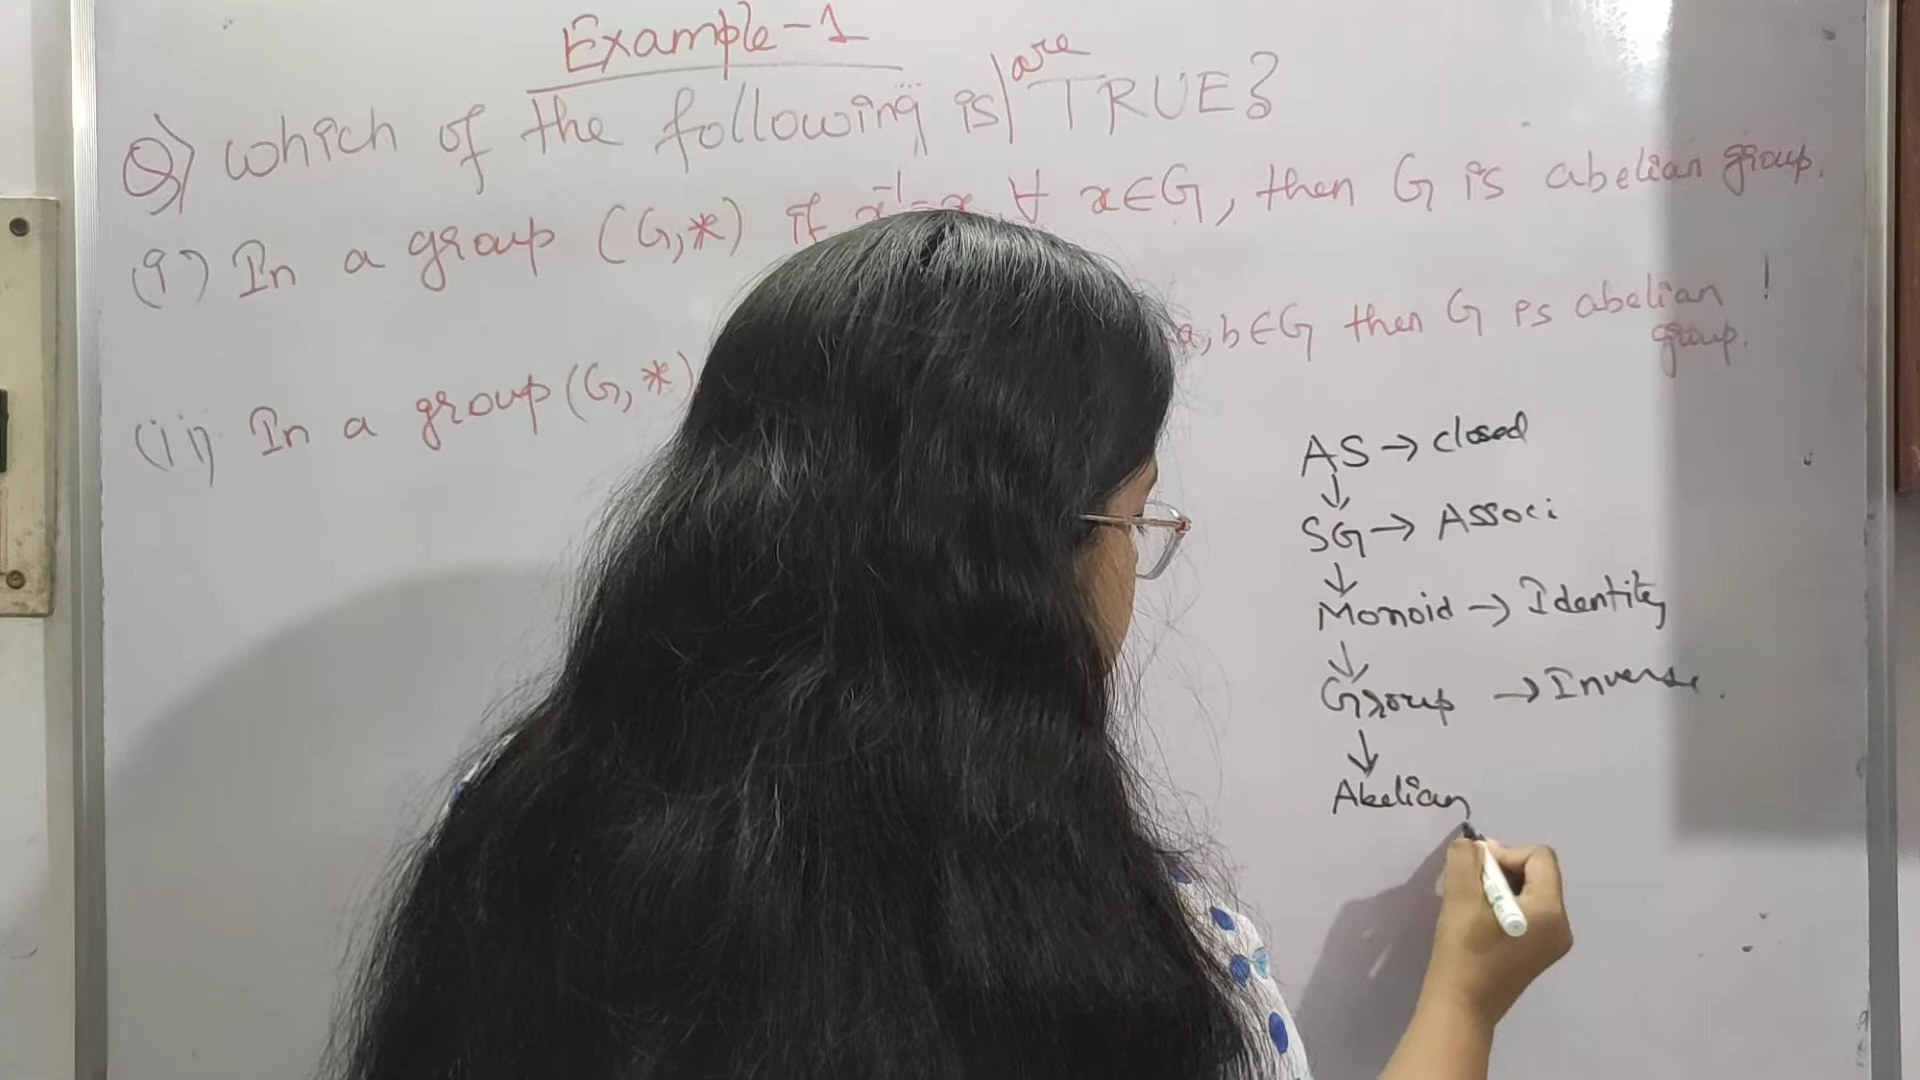 Example-1
Q) Which of the following is/are TRUE?
(i) In a group (G,*) if x⁻¹=x ∀ x∈G, then G is abelian group.
(ii) In a group (G,*) a, b∈G then G is abelian group.
AS → closed
↓
SG → Associ
↓
Monoid → Identity
↓
Group → Inverse.
↓
Abelian